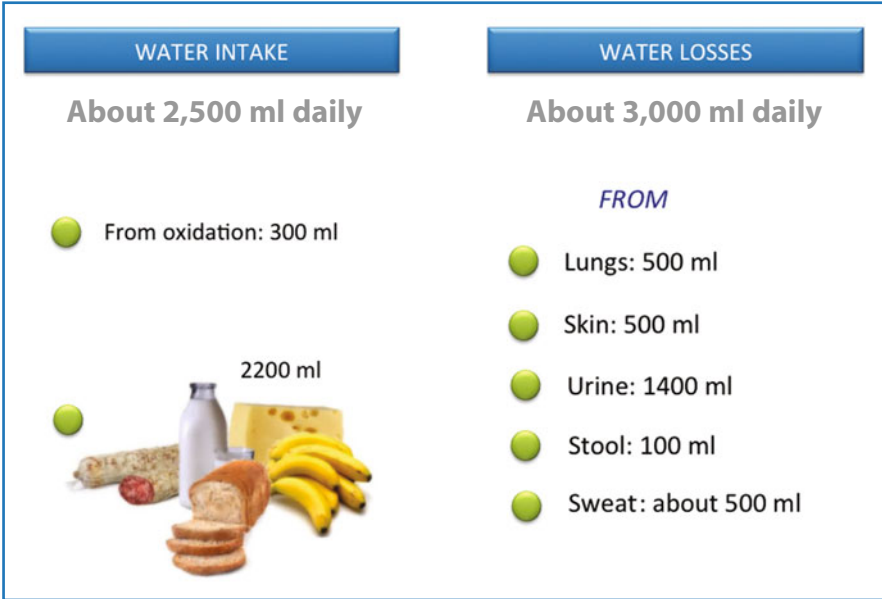 WATER INTAKE
About 2,500 ml daily
From oxidation: 300 ml
2200 ml
WATER LOSSES
About 3,000 ml daily
FROM
Lungs: 500 ml
Skin: 500 ml
Urine: 1400 ml
Stool: 100 ml
Sweat: about 500 ml